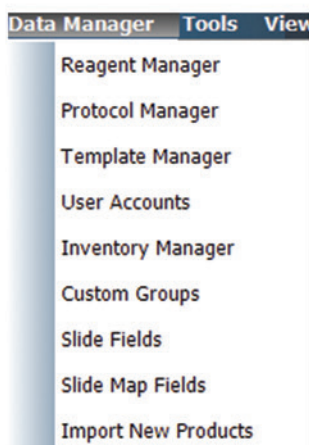 Data Manager Tools View
Reagent Manager
Protocol Manager
Template Manager
User Accounts
Inventory Manager
Custom Groups
Slide Fields
Slide Map Fields
Import New Products